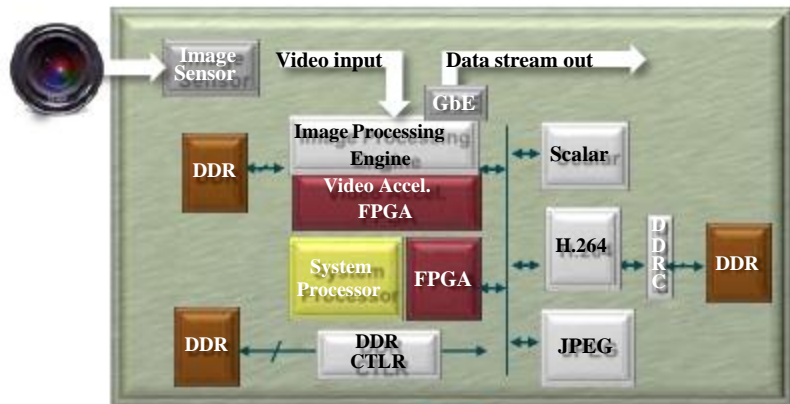 Image
Sensor
Video input
Data stream out
GbE
Image Processing
Engine
Scalar
DDR
Video Accel.
FPGA
H.264
DDRC
DDR
System
Processor
FPGA
DDR
DDR
CTLR
JPEG